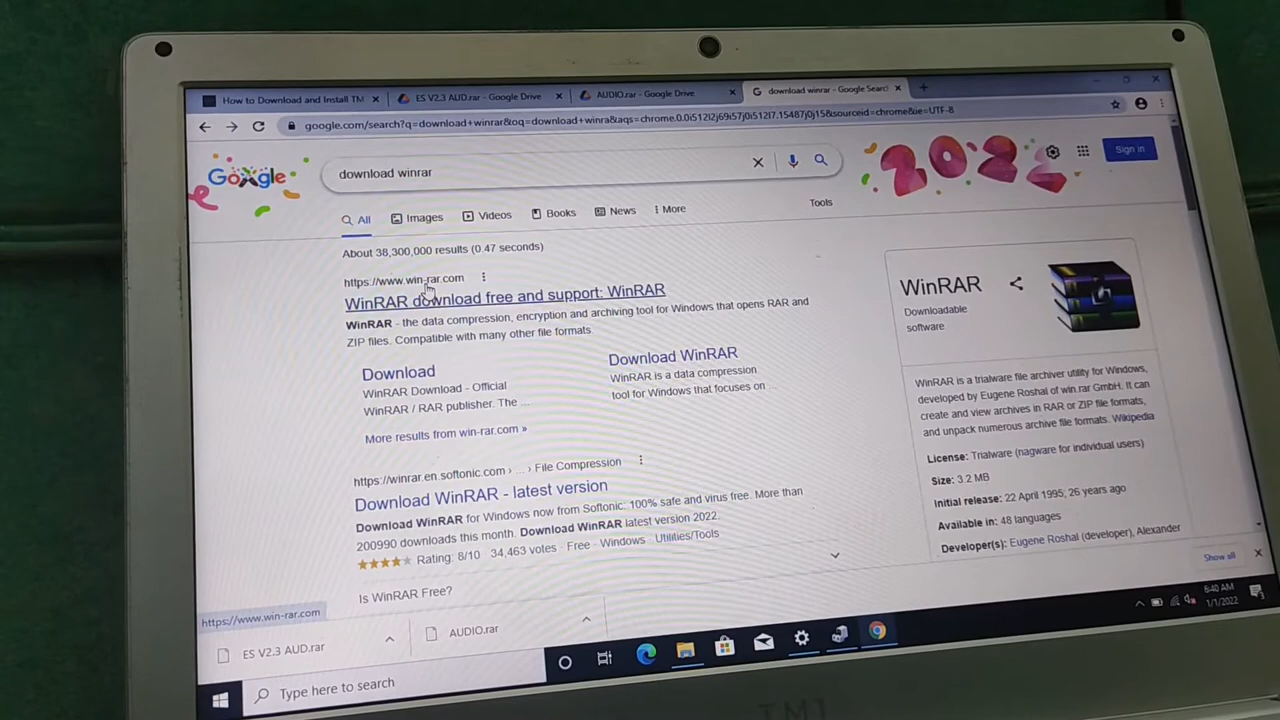 How to Download and Install TM
ES V2.3 AUD.rar - Google Drive
AUDIO.rar - Google Drive
download winrar - Google Searc
google.com/search?q=download+winrar&oq=download+winra&aqs=chrome.0.0i512l2j69i57j0i512l7.15487j0j15&sourceid=chrome&ie=UTF-8
Google
download winrar
2022
Sign in
All
Images
Videos
Books
News
More
Tools
About 38,300,000 results (0.47 seconds)
https://www.win-rar.com
WinRAR download free and support: WinRAR
WinRAR - the data compression, encryption and archiving tool for Windows that opens RAR and
ZIP files. Compatible with many other file formats.
Download
WinRAR Download - Official
WinRAR / RAR publisher. The ...
Download WinRAR
WinRAR is a data compression
tool for Windows that focuses on ...
More results from win-rar.com »
https://winrar.en.softonic.com › ... › File Compression
Download WinRAR - latest version
Download WinRAR for Windows now from Softonic: 100% safe and virus free. More than
200990 downloads this month. Download WinRAR latest version 2022.
Rating: 8/10 · 34,463 votes · Free · Windows · Utilities/Tools
Is WinRAR Free?
WinRAR
Downloadable
software
WinRAR is a trialware file archiver utility for Windows,
developed by Eugene Roshal of win.rar GmbH. It can
create and view archives in RAR or ZIP file formats,
and unpack numerous archive file formats. Wikipedia
License: Trialware (nagware for individual users)
Size: 3.2 MB
Initial release: 22 April 1995; 26 years ago
Available in: 48 languages
Developer(s): Eugene Roshal (developer), Alexander
https://www.win-rar.com
ES V2.3 AUD.rar
AUDIO.rar
Show all
Type here to search
6:40 AM
1/1/2022